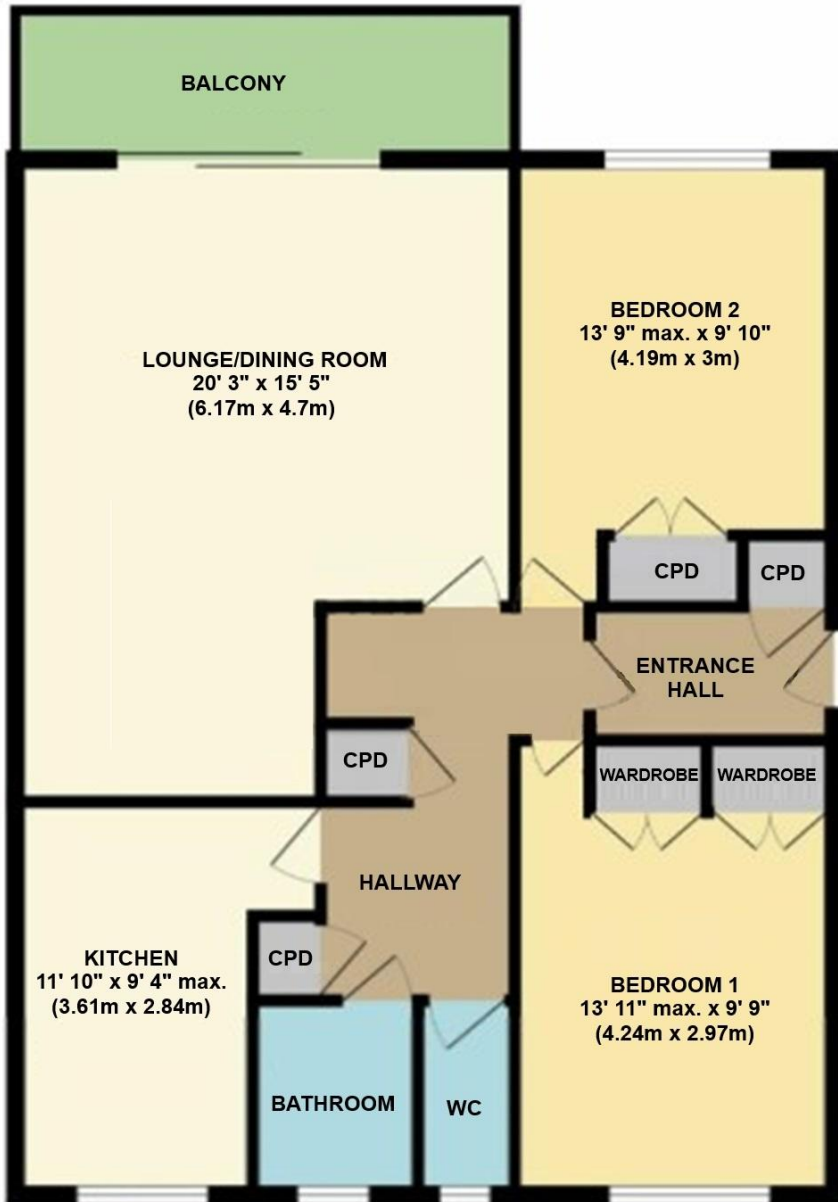 BALCONY
BEDROOM 2
13' 9" max. x 9' 10"
(4.19m x 3m)
LOUNGE/DINING ROOM
20' 3" x 15' 5"
(6.17m x 4.7m)
CPD
CPD
ENTRANCE
HALL
CPD
WARDROBE
WARDROBE
HALLWAY
KITCHEN
11' 10" x 9' 4" max.
(3.61m x 2.84m)
CPD
BEDROOM 1
13' 11" max. x 9' 9"
(4.24m x 2.97m)
BATHROOM
WC